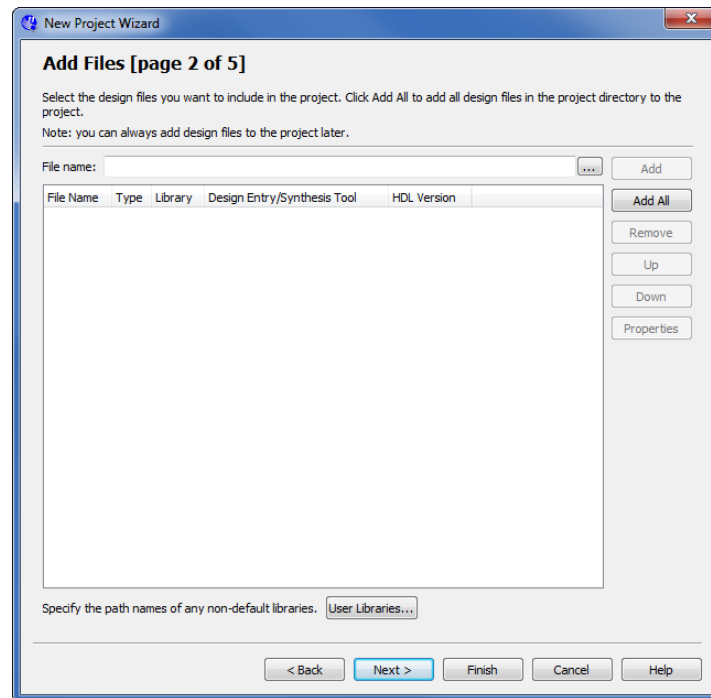 New Project Wizard
x
Add Files [page 2 of 5]
Select the design files you want to include in the project. Click Add All to add all design files in the project directory to the
project.
Note: you can always add design files to the project later.
File name: ... Add
File Name Type Library Design Entry/Synthesis Tool HDL Version Add All
Remove
Up
Down
Properties
Specify the path names of any non-default libraries. User Libraries...
< Back Next > Finish Cancel Help